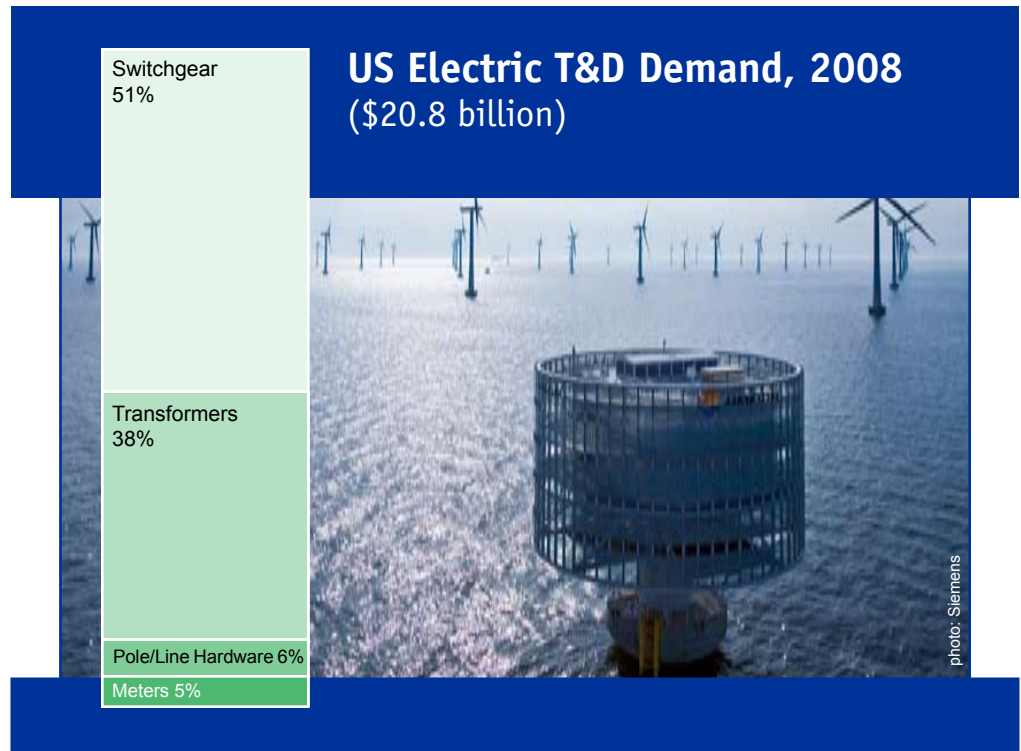 US Electric T&D Demand, 2008
($20.8 billion)
Switchgear
51%
Transformers
38%
Pole/Line Hardware 6%
Meters 5%
photo: Siemens